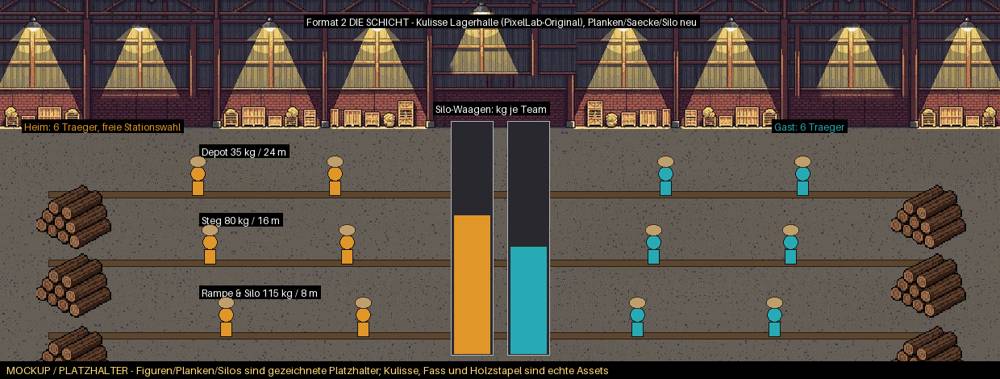 Format 2 DIE SCHICHT - Kulisse Lagerhalle (PixelLab-Original), Planken/Saecke/Silo neu
Silo-Waagen: kg je Team
Heim: 6 Traeger, freie Stationswahl
Gast: 6 Traeger
Depot 35 kg / 24 m
Steg 80 kg / 16 m
Rampe & Silo 115 kg / 8 m
MOCKUP / PLATZHALTER - Figuren/Planken/Silos sind gezeichnete Platzhalter; Kulisse, Fass und Holzstapel sind echte Assets